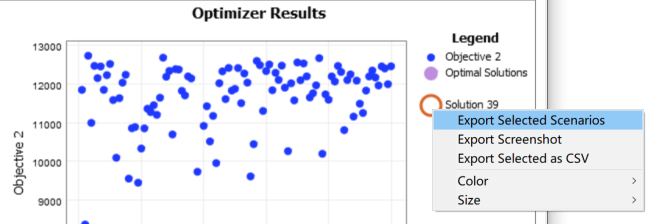 Optimizer Results
Legend
Objective 2
Optimal Solutions
Solution 39
Export Selected Scenarios
Export Screenshot
Export Selected as CSV
Color
Size
Objective 2
13000
12000
11000
10000
9000